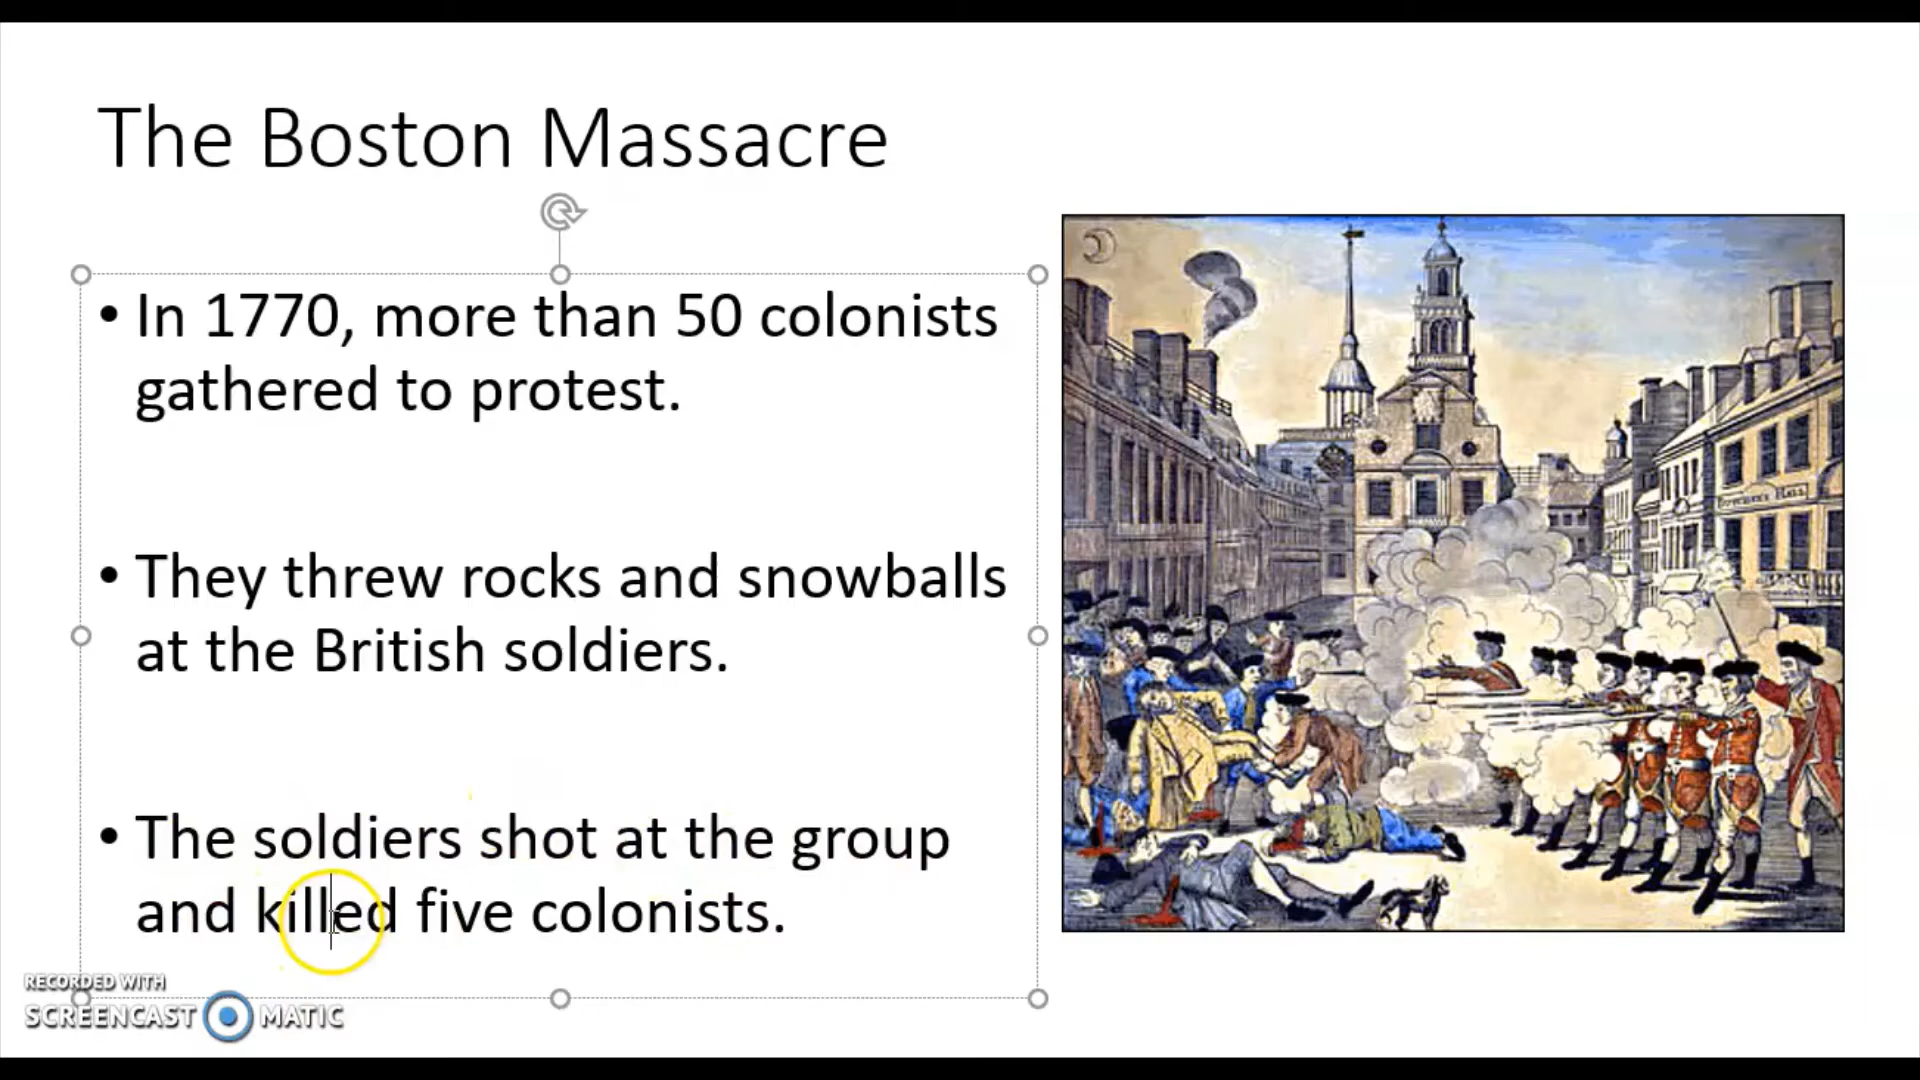 The Boston Massacre
• In 1770, more than 50 colonists
gathered to protest.
• They threw rocks and snowballs
at the British soldiers.
• The soldiers shot at the group
and killed five colonists.
RECORDED WITH
SCREENCAST MATIC